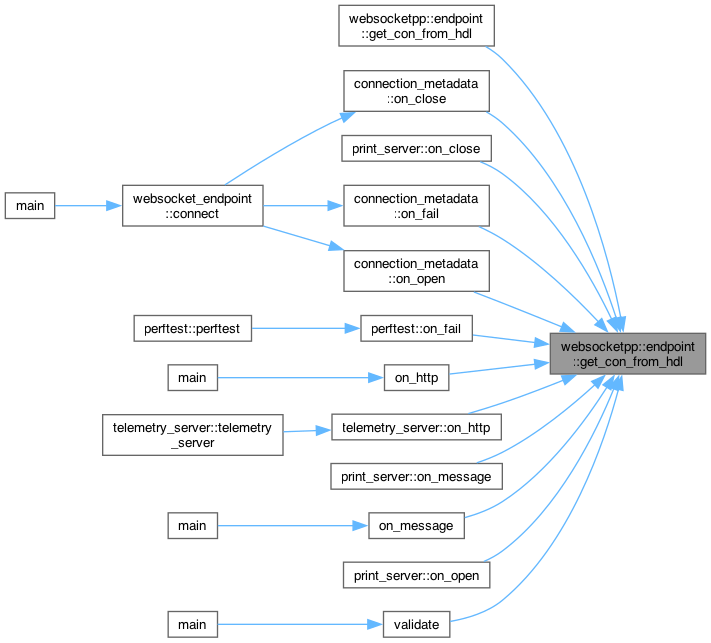 websocketpp::endpoint
::get_con_from_hdl
connection_metadata
::on_close
print_server::on_close
main
websocket_endpoint
::connect
connection_metadata
::on_fail
connection_metadata
::on_open
perftest::perftest
perftest::on_fail
websocketpp::endpoint
::get_con_from_hdl
main
on_http
telemetry_server::telemetry
_server
telemetry_server::on_http
print_server::on_message
main
on_message
print_server::on_open
main
validate